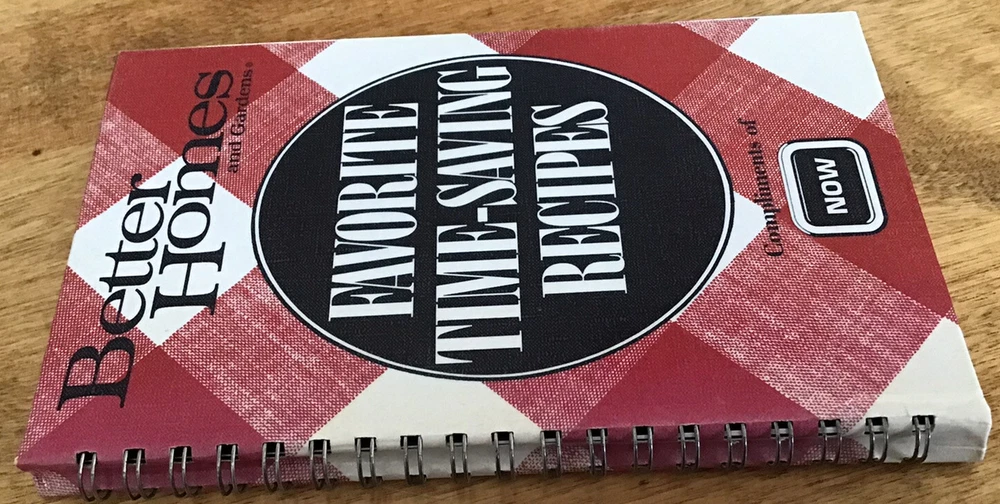 Better
Homes
and Gardens®
FAVORITE
TIME-SAVING
RECIPES
Compliments of
NOW